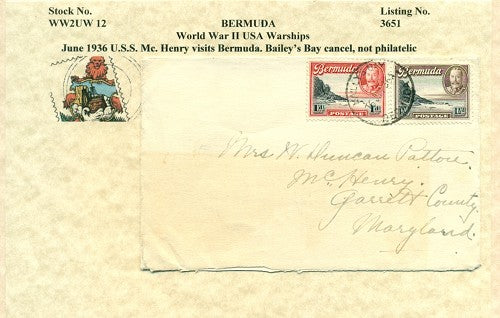 Stock No.
BERMUDA
Listing No.
WW2UW 12
World War II USA Warships
3651
June 1936 U.S.S. Mc. Henry visits Bermuda. Bailey's Bay cancel, not philatelic
Bermuda
Bermuda
POSTAGE
POSTAGE
Mrs. W. Duncan Pattore
McHenry.
Garrett County
Maryland.